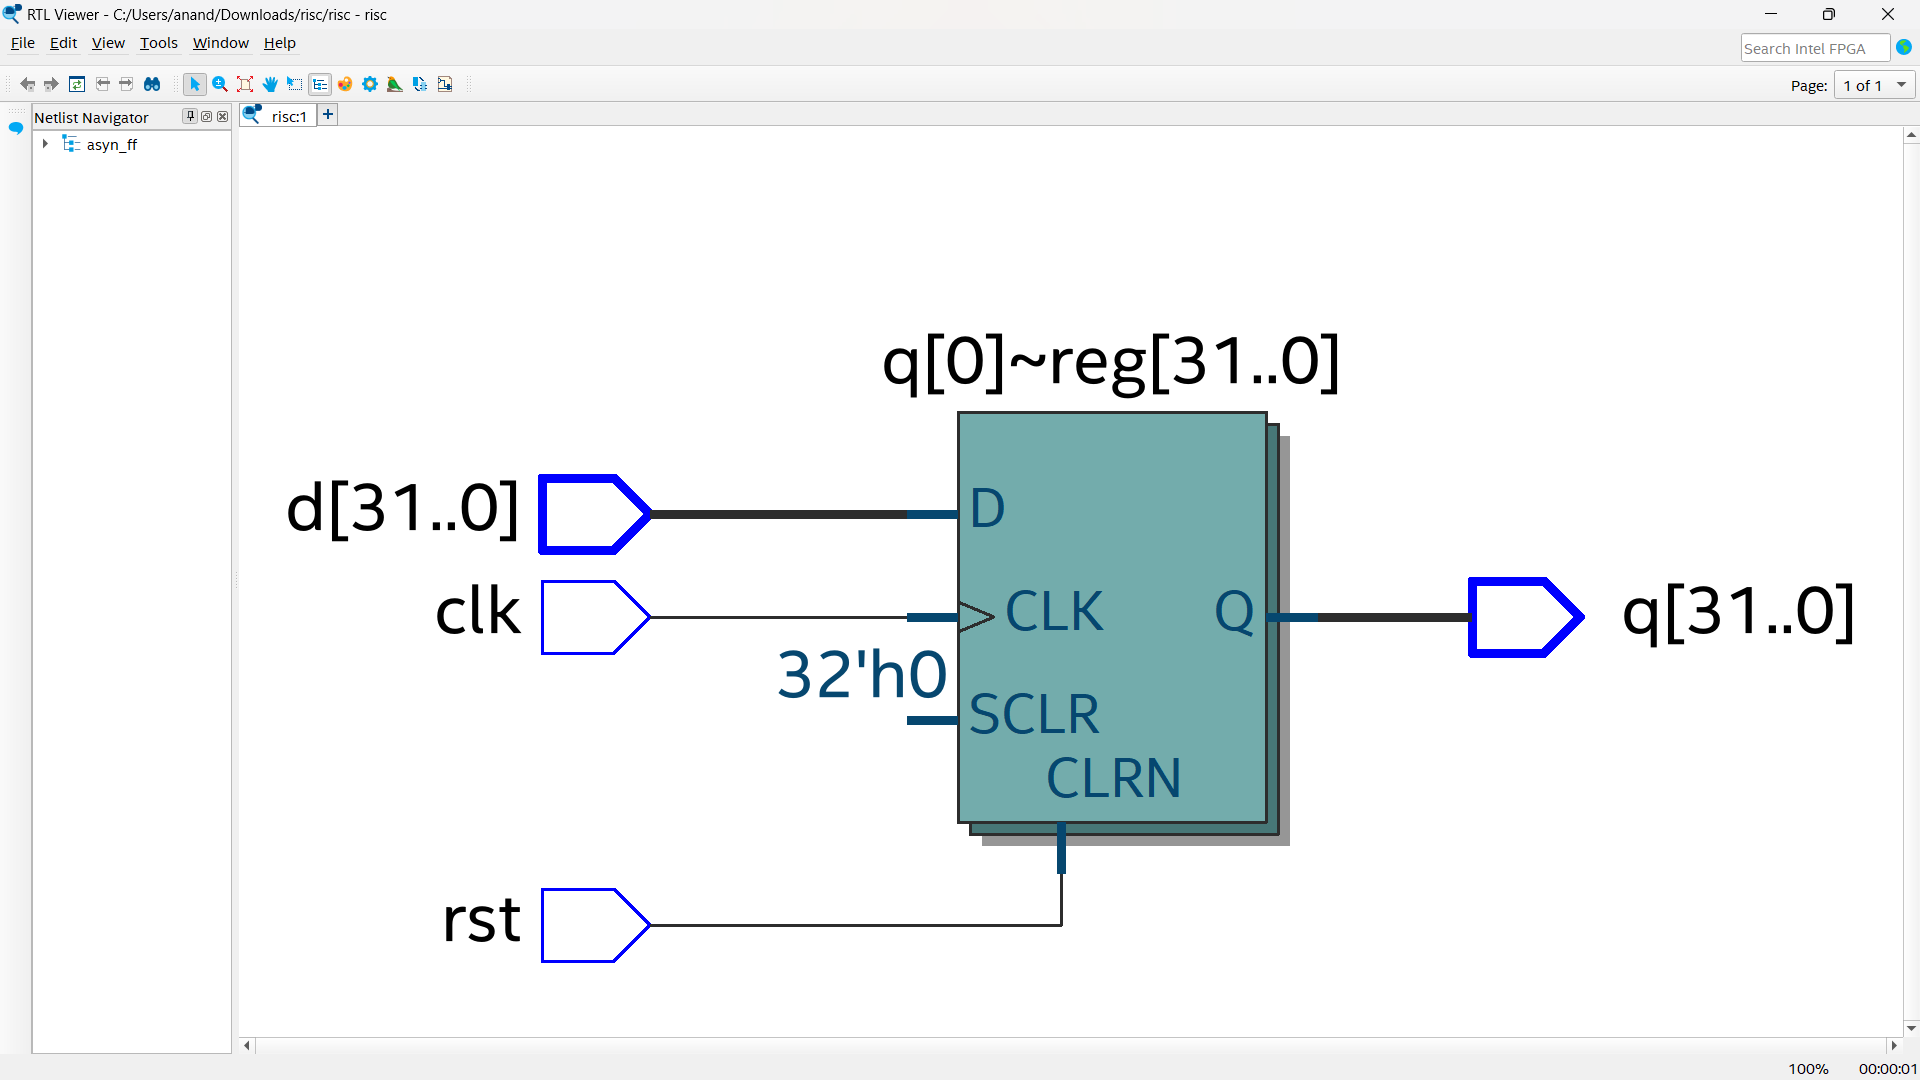 RTL Viewer - C:/Users/anand/Downloads/risc/risc - risc
File Edit View Tools Window Help
Search Intel FPGA
Page: 1 of 1
Netlist Navigator
risc:1
asyn_ff
q[0]~reg[31..0]
d[31..0]
D
clk
CLK
Q
q[31..0]
32'h0
SCLR
CLRN
rst
100% 00:00:01